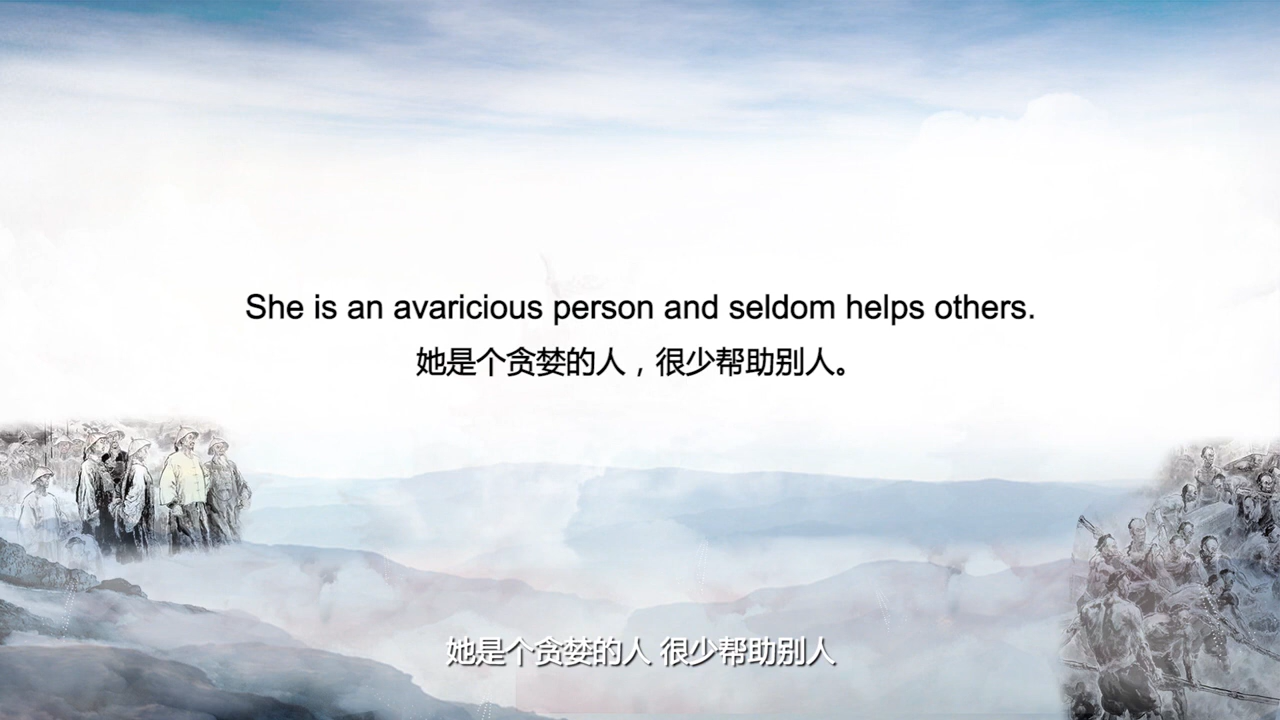 She is an avaricious person and seldom helps others.
她是个贪婪的人，很少帮助别人。
她是个贪婪的人 很少帮助别人